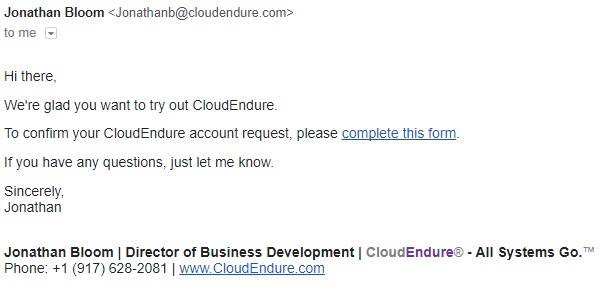 Jonathan Bloom <Jonathanb@cloudendure.com>
to me
Hi there,
We're glad you want to try out CloudEndure.
To confirm your CloudEndure account request, please complete this form.
If you have any questions, just let me know.
Sincerely,
Jonathan
Jonathan Bloom | Director of Business Development | CloudEndure® - All Systems Go.™
Phone: +1 (917) 628-2081 | www.CloudEndure.com